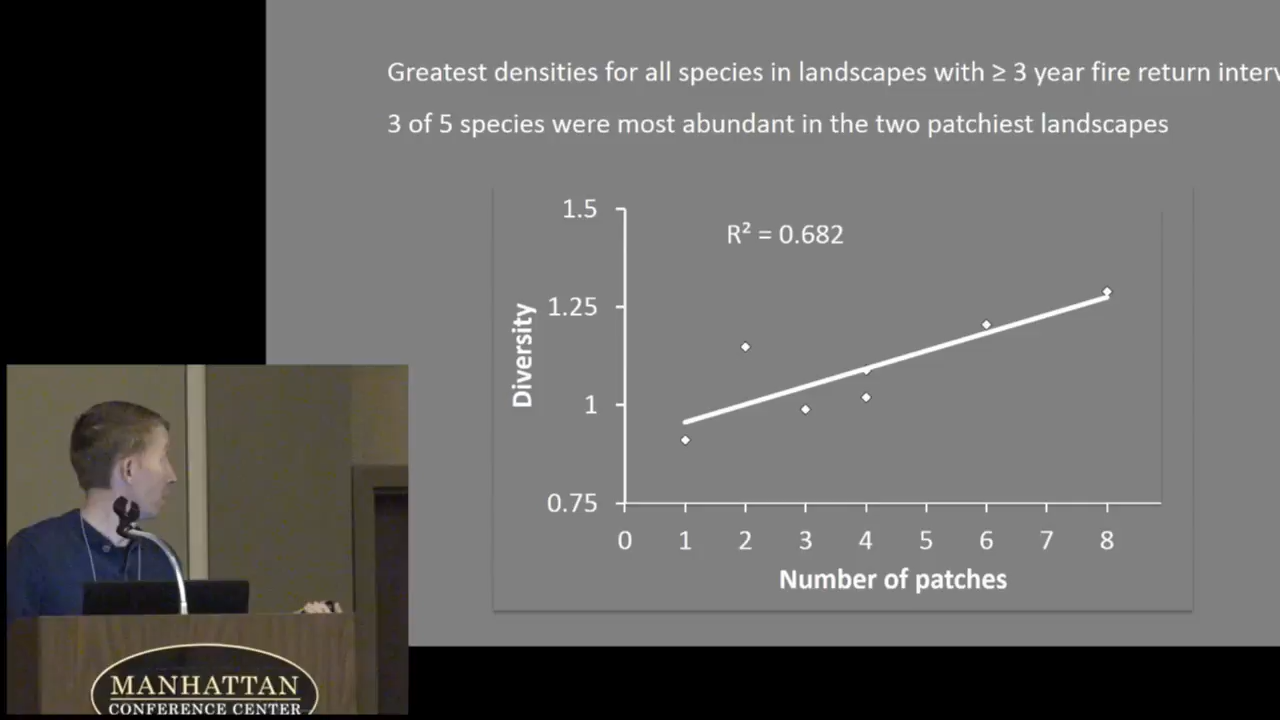 Greatest densities for all species in landscapes with ≥ 3 year fire return
3 of 5 species were most abundant in the two patchiest landscapes
R² = 0.682
1.5
1.25
1
0.75
Diversity
0 1 2 3 4 5 6 7 8
Number of patches
MANHATTAN
CONFERENCE CENTER